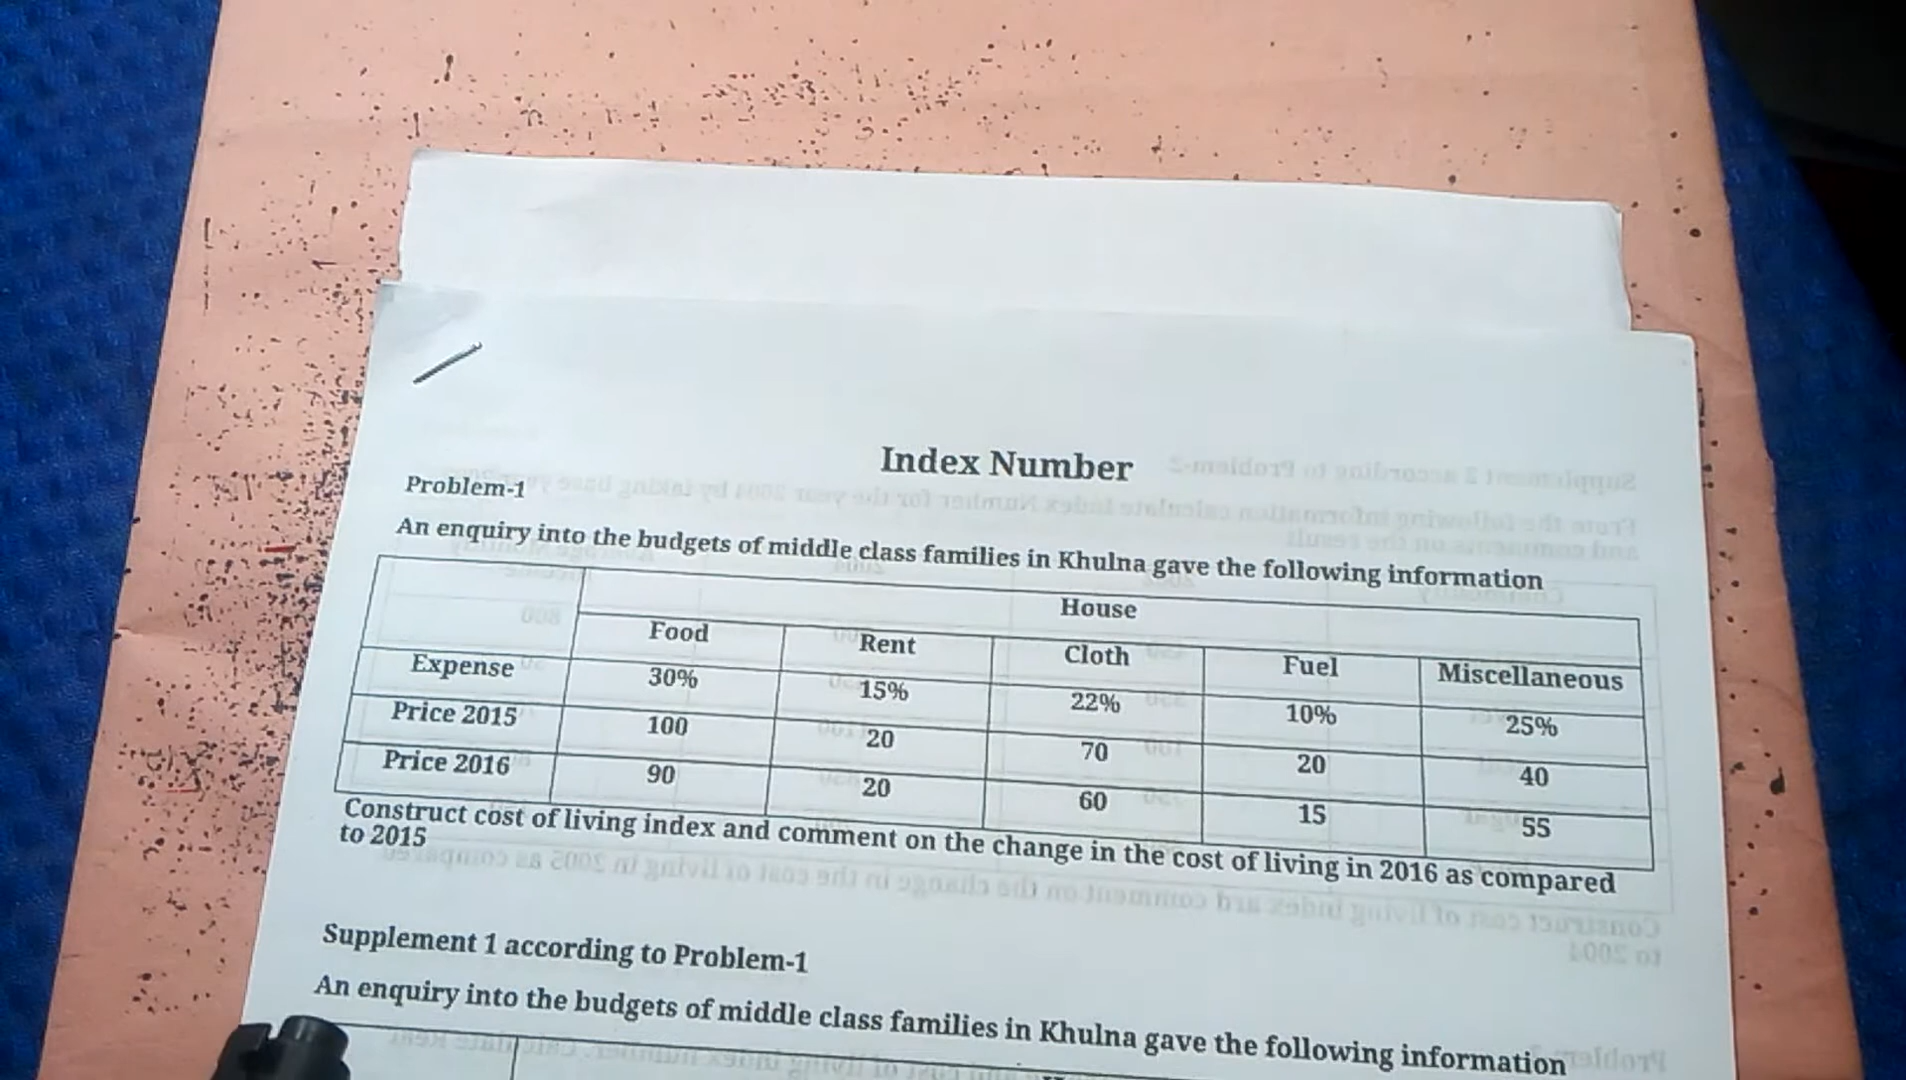 Index Number
Problem-1
An enquiry into the budgets of middle class families in Khulna gave the following information
House
Food Rent Cloth Fuel Miscellaneous
Expense 30% 15% 22% 10% 25%
Price 2015 100 20 70 20 40
Price 2016 90 20 60 15 55
Construct cost of living index and comment on the change in the cost of living in 2016 as compared
to 2015
Supplement 1 according to Problem-1
An enquiry into the budgets of middle class families in Khulna gave the following information